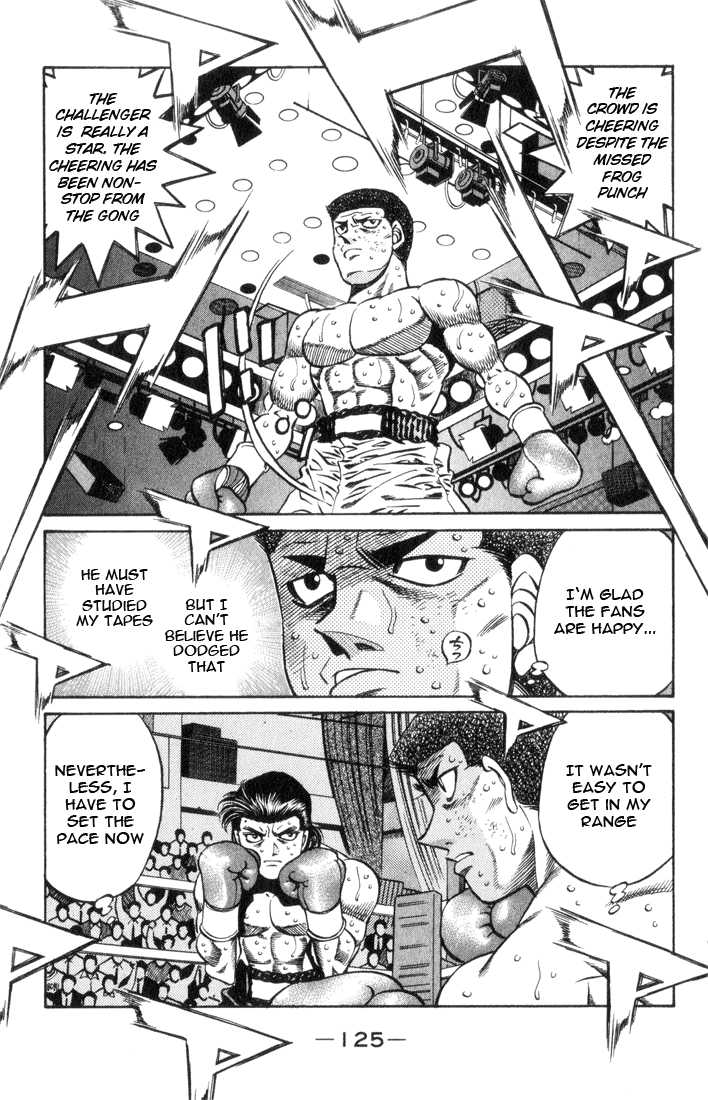 THE
CROWD IS
CHEERING
DESPITE THE
MISSED
FROG
PUNCH
THE
CHALLENGER
IS REALLY A
STAR. THE
CHEERING HAS
BEEN NON-
STOP FROM
THE GONG
I'M GLAD
THE FANS
ARE HAPPY...
BUT I
CAN'T
BELIEVE HE
DODGED
THAT
HE MUST
HAVE
STUDIED
MY TAPES
IT WASN'T
EASY TO
GET IN MY
RANGE
NEVERTHE-
LESS, I
HAVE TO
SET THE
PACE NOW
—125—